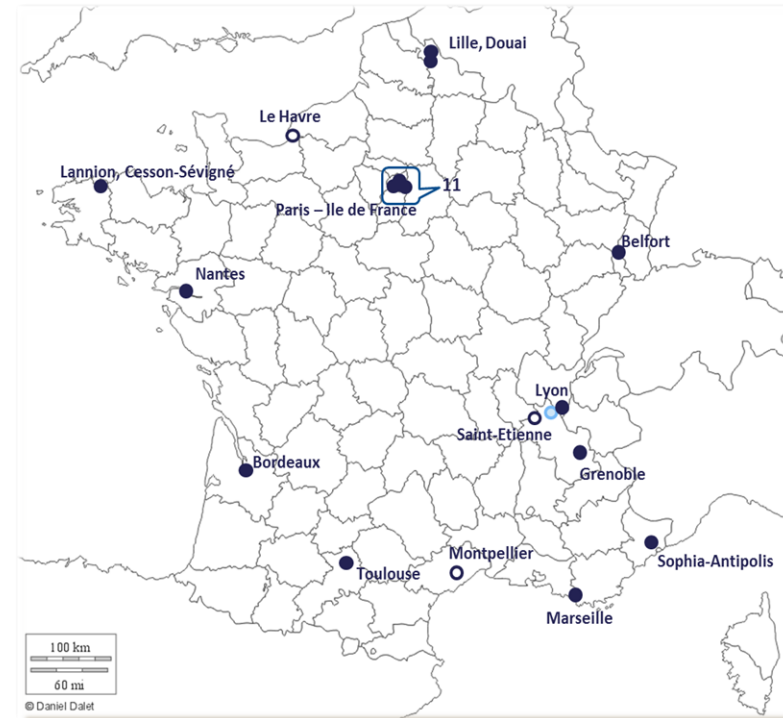 Lille, Douai
Le Havre
Lannion, Cesson-Sévigné
11
Paris – Ile de France
Belfort
Nantes
Lyon
Saint-Etienne
Bordeaux
Grenoble
Montpellier
Sophia-Antipolis
Toulouse
Marseille
100 km
60 mi
© Daniel Dalet